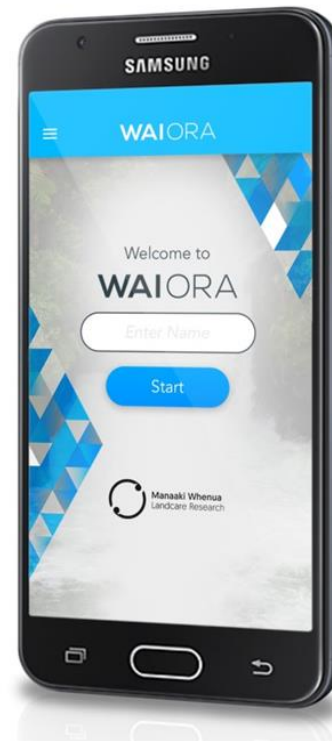 SAMSUNG
WAIORA
Welcome to
WAIORA
Enter Name
Start
Manaaki Whenua
Landcare Research